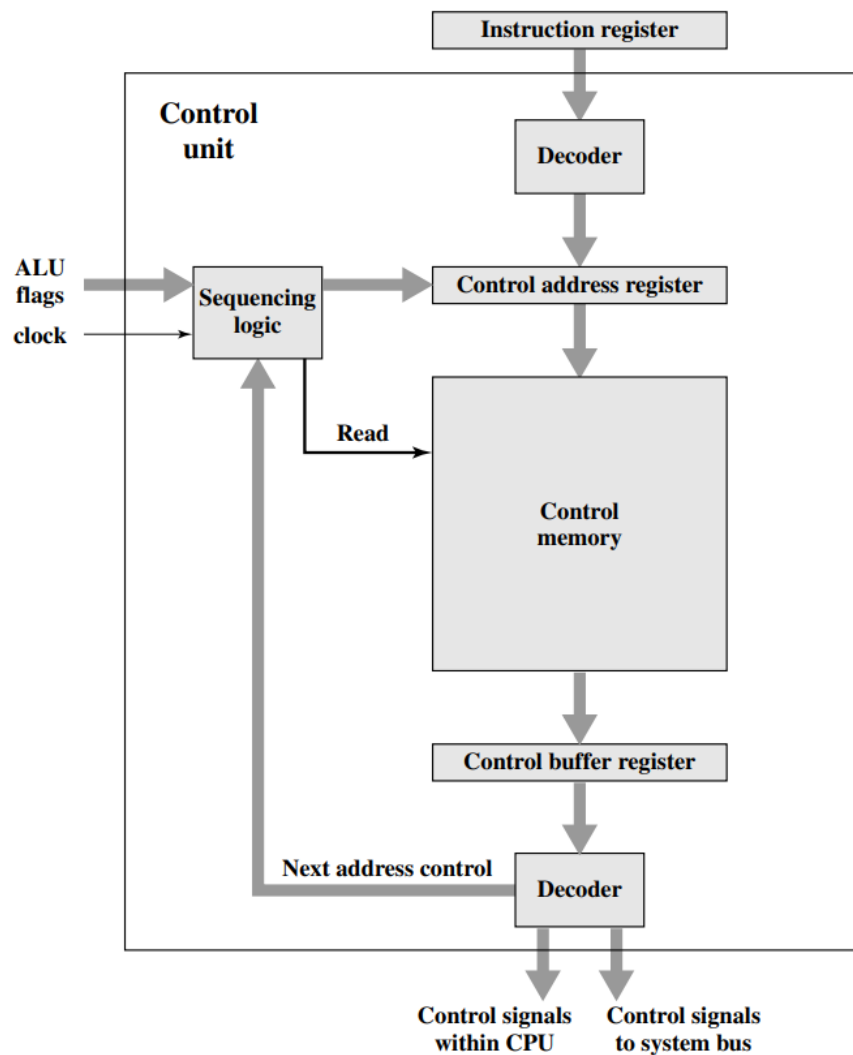 Instruction register
Control
unit
Decoder
ALU
flags
clock
Sequencing
logic
Control address register
Read
Control
memory
Control buffer register
Next address control
Decoder
Control signals
within CPU
Control signals
to system bus